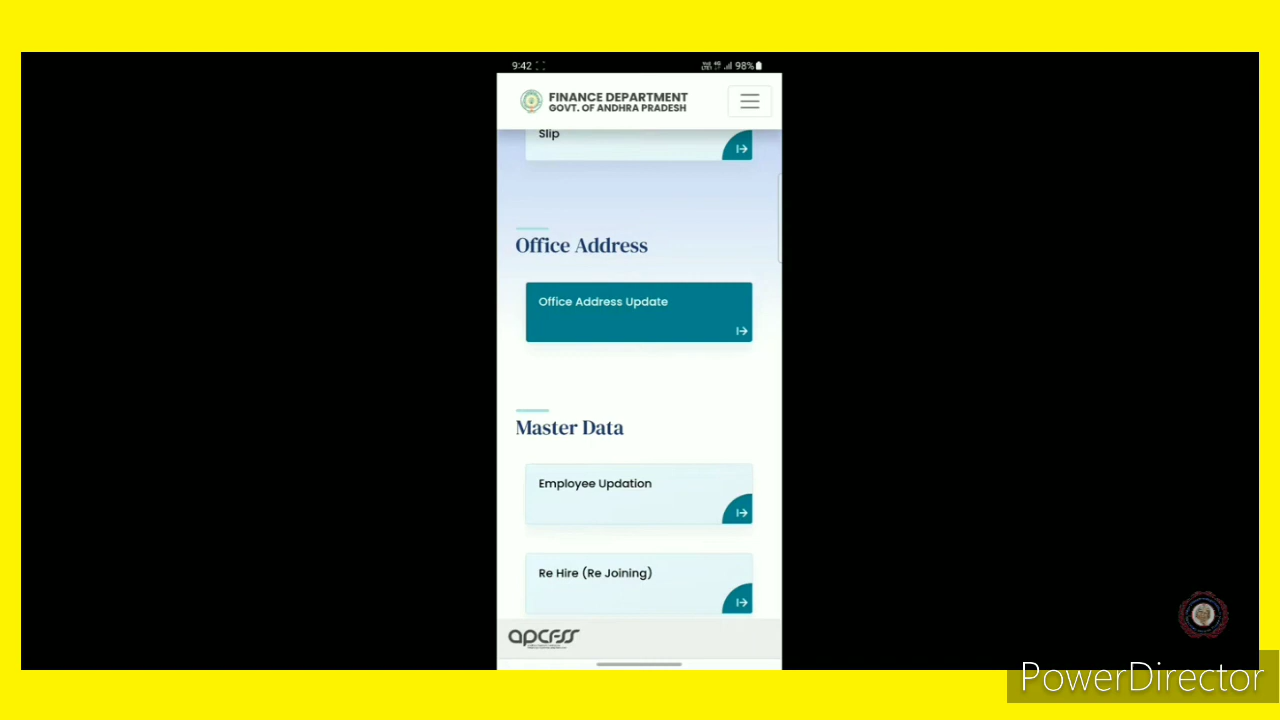 9:42
98%
FINANCE DEPARTMENT
GOVT. OF ANDHRA PRADESH
Slip
Office Address
Office Address Update
Master Data
Employee Updation
Re Hire (Re Joining)
apcfss
PowerDirector